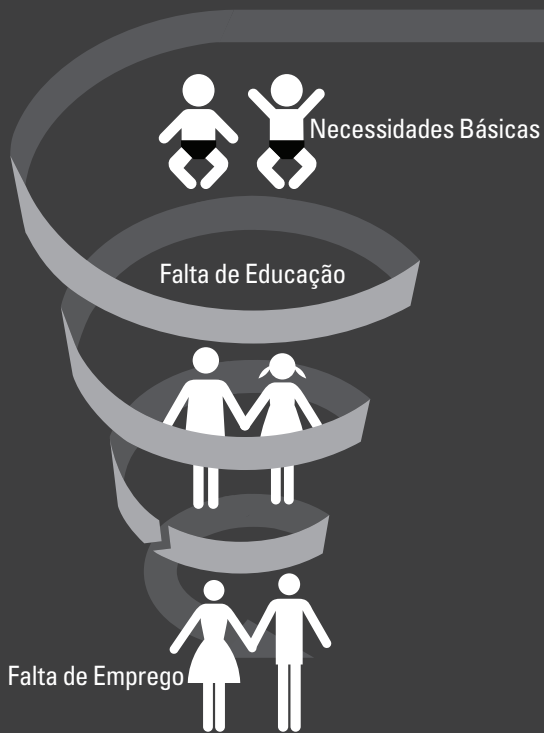 Necessidades Básicas
Falta de Educação
Falta de Emprego